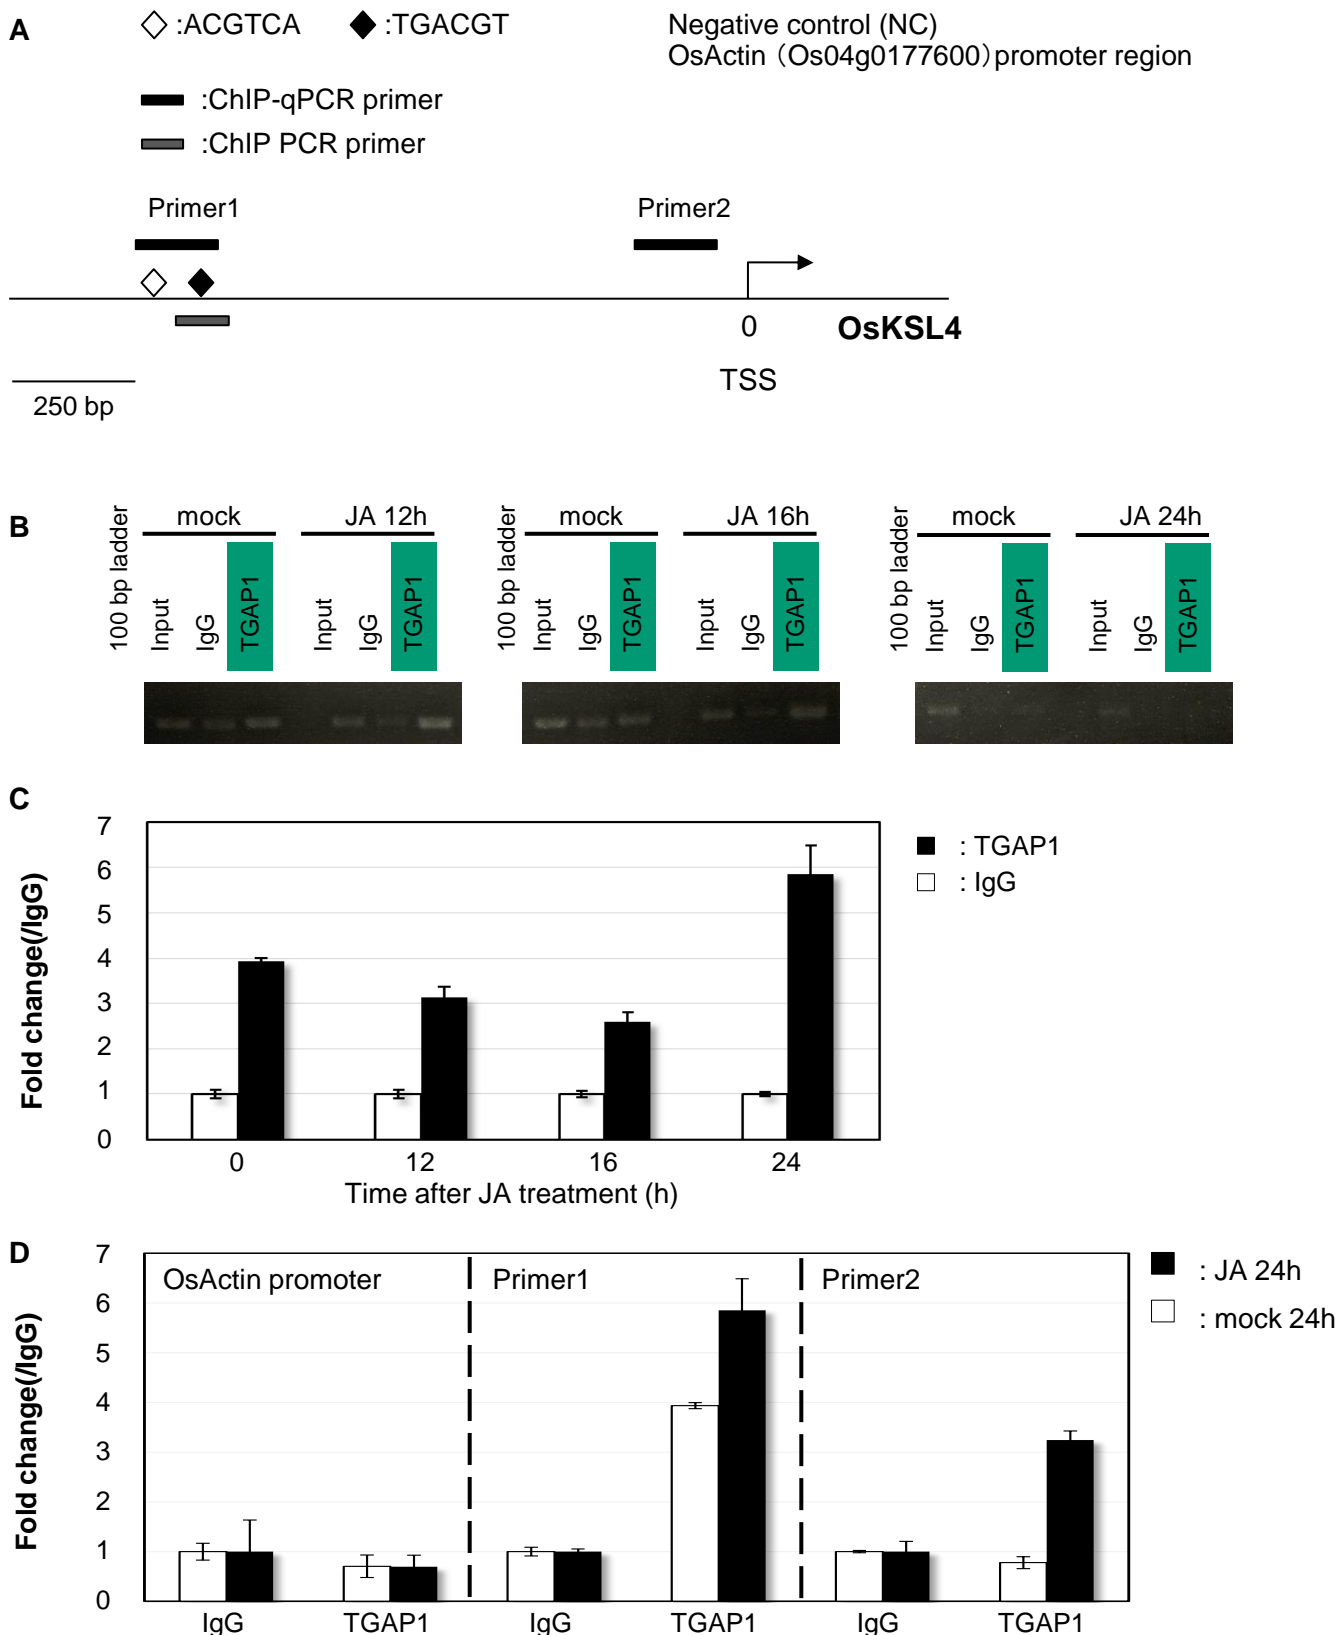 A
:ACGTCA :TGACGT
Negative control (NC)
OsActin（Os04g0177600）promoter region
:ChIP-qPCR primer
:ChIP PCR primer
Primer1 Primer2
0 OsKSL4
TSS
250 bp
B
100 bp ladder mock JA 12h
Input IgG TGAP1 Input IgG TGAP1
100 bp ladder mock JA 16h
Input IgG TGAP1 Input IgG TGAP1
100 bp ladder mock JA 24h
Input IgG TGAP1 Input IgG TGAP1
C
Fold change(/IgG)
7
6
5
4
3
2
1
0
0 12 16 24
Time after JA treatment (h)
: TGAP1
: IgG
D
Fold change(/IgG)
7
6
5
4
3
2
1
0
OsActin promoter Primer1 Primer2
IgG TGAP1 IgG TGAP1 IgG TGAP1
: JA 24h
: mock 24h